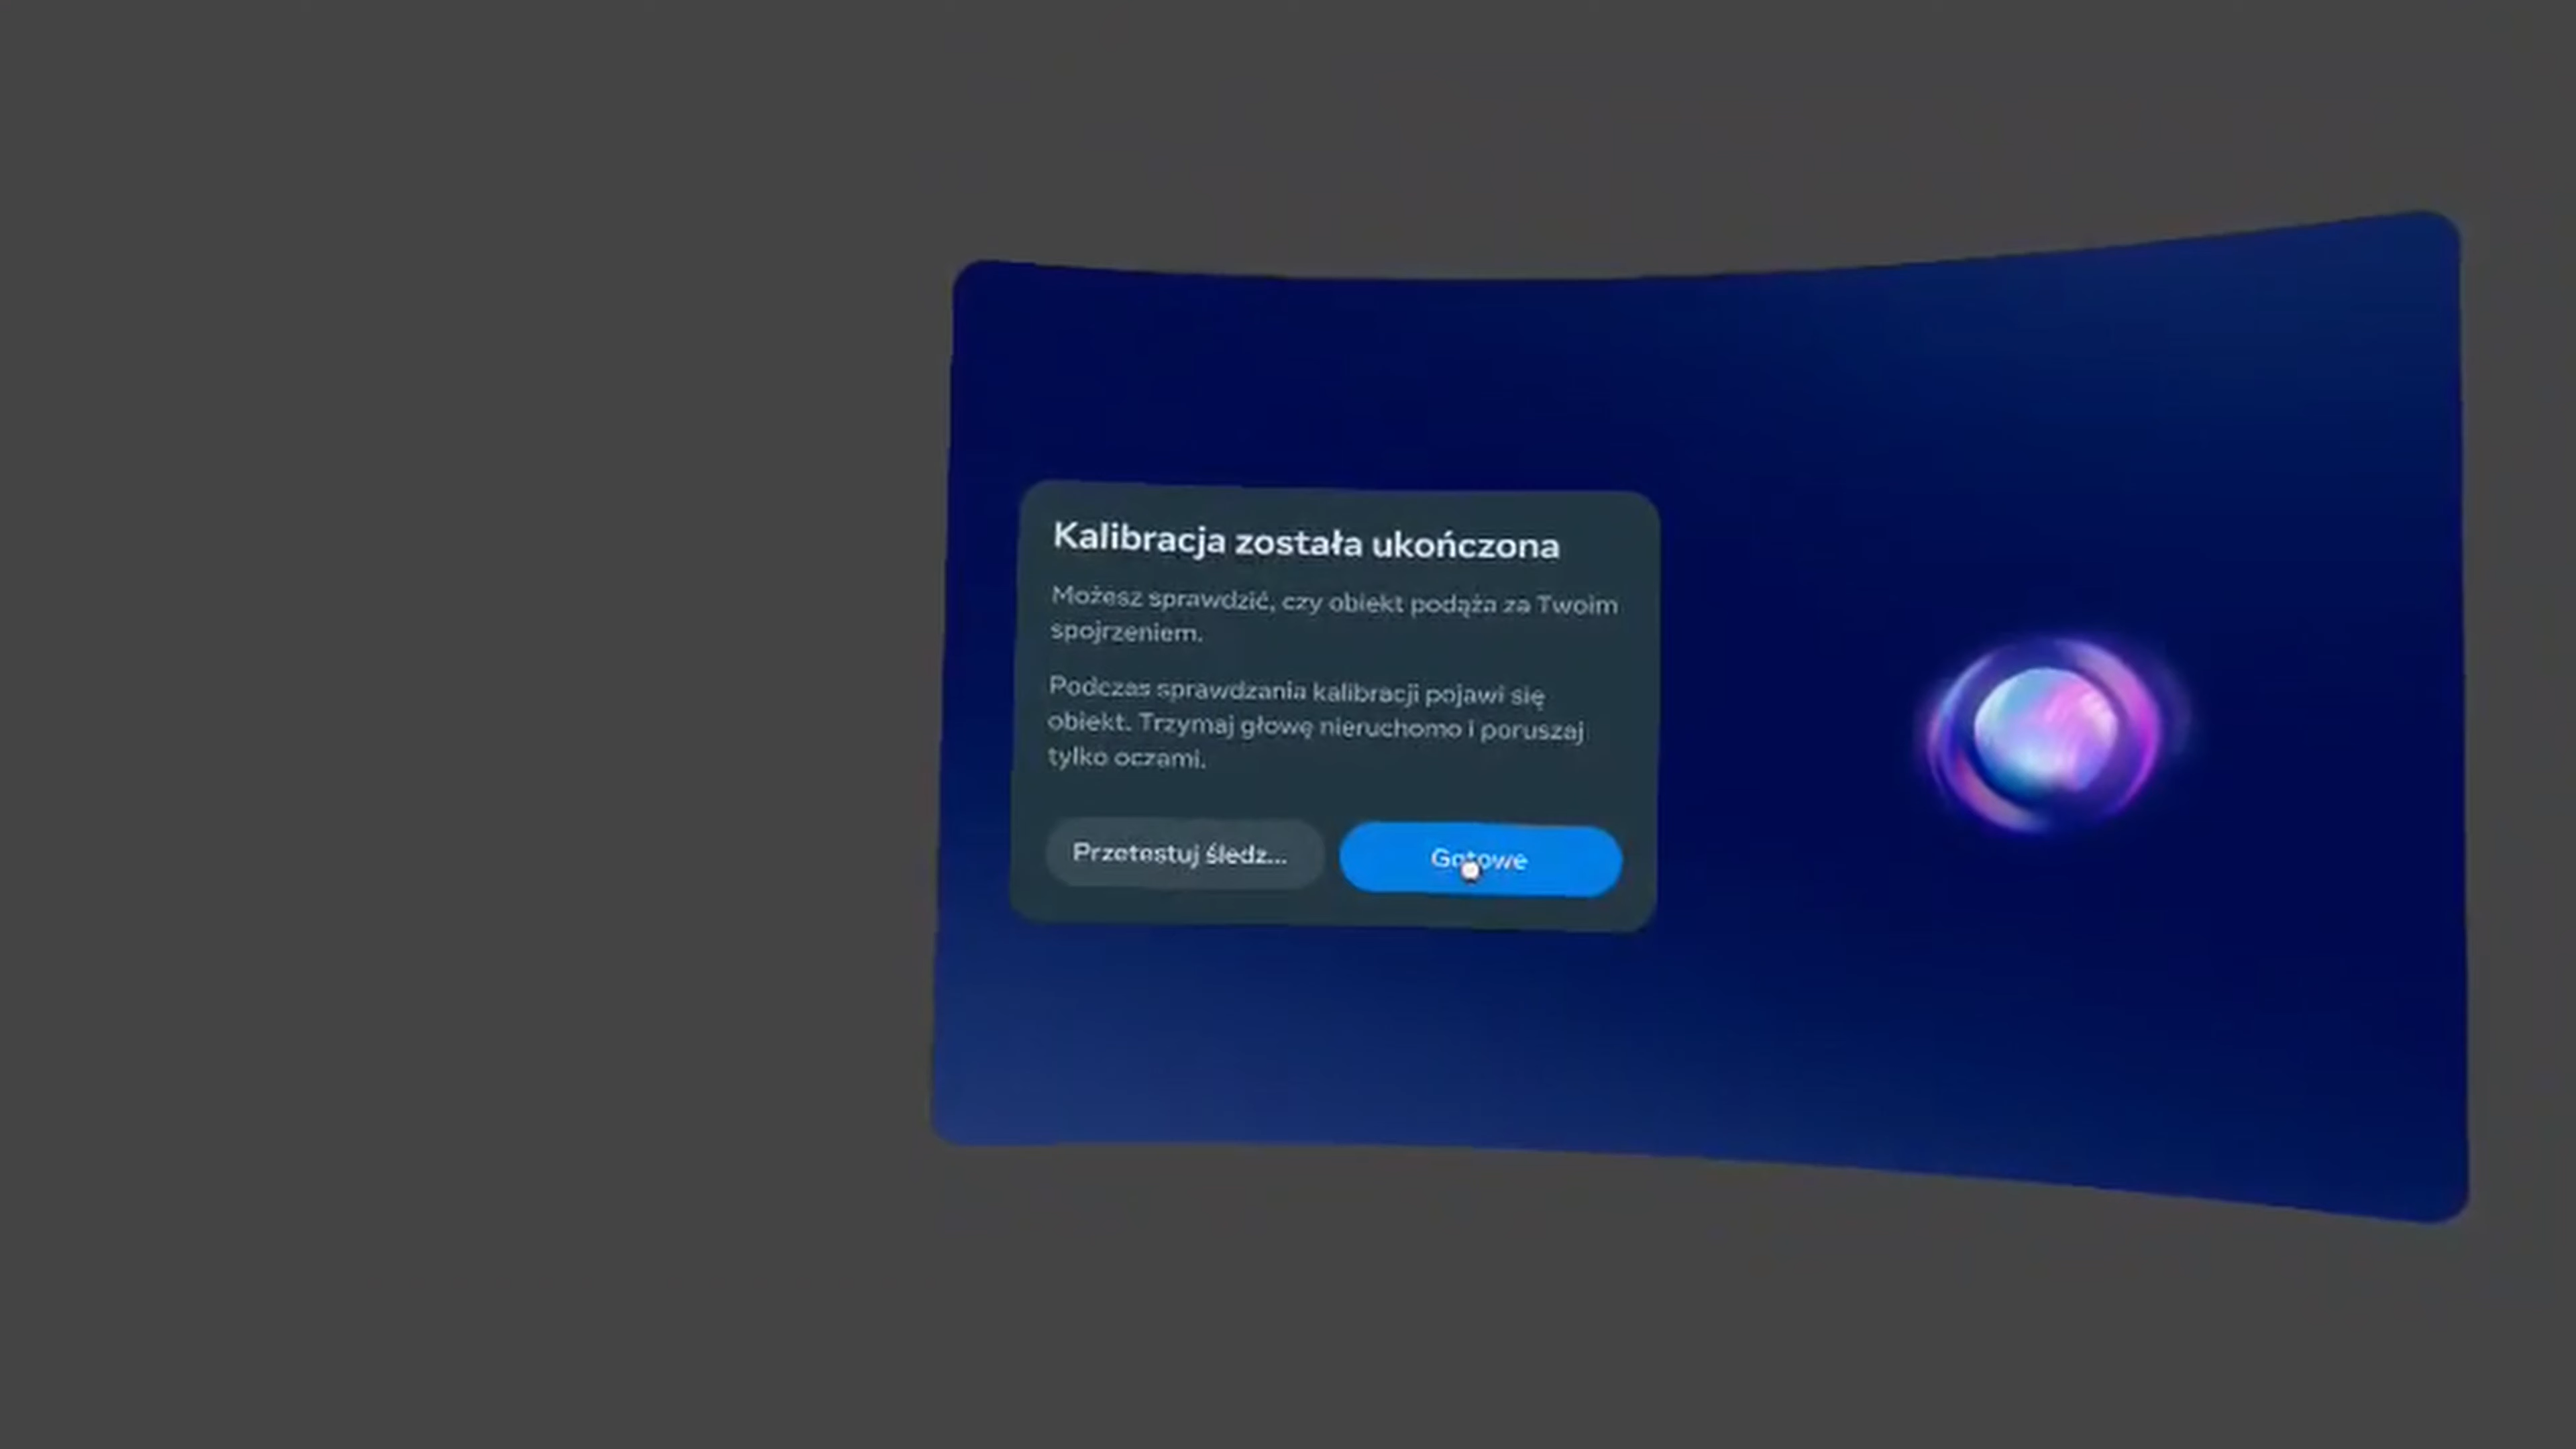 Kalibracja została ukończona
Możesz sprawdzić, czy obiekt podąża za Twoim
spojrzeniem.
Podczas sprawdzania kalibracji pojawi się
obiekt. Trzymaj głowę nieruchomo i poruszaj
tylko oczami.
Przetestuj śledz...
Gotowe